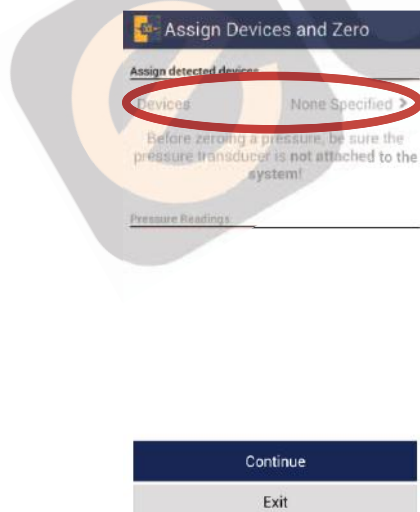 Assign Devices and Zero
Assign detected devices
Devices None Specified >
Before zeroing a pressure, be sure the
pressure transducer is not attached to the
system!
Pressure Readings
Continue
Exit